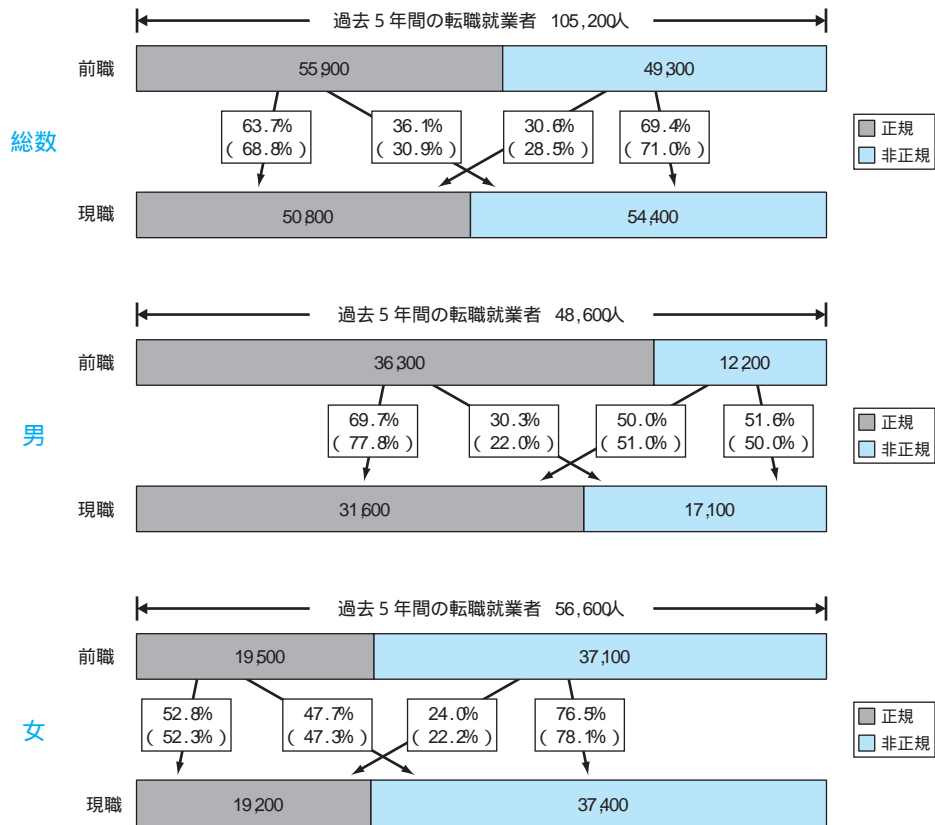 過去5年間の転職就業者 105,200人
前職
55,900
49,300
63.7%
(68.8%)
36.1%
(30.9%)
30.6%
(28.5%)
69.4%
(71.0%)
総数
正規
非正規
現職
50,800
54,400
過去5年間の転職就業者 48,600人
前職
36,300
12,200
69.7%
(77.8%)
30.3%
(22.0%)
50.0%
(51.0%)
51.6%
(50.0%)
男
正規
非正規
現職
31,600
17,100
過去5年間の転職就業者 56,600人
前職
19,500
37,100
52.8%
(52.3%)
47.7%
(47.3%)
24.0%
(22.2%)
76.5%
(78.1%)
女
正規
非正規
現職
19,200
37,400